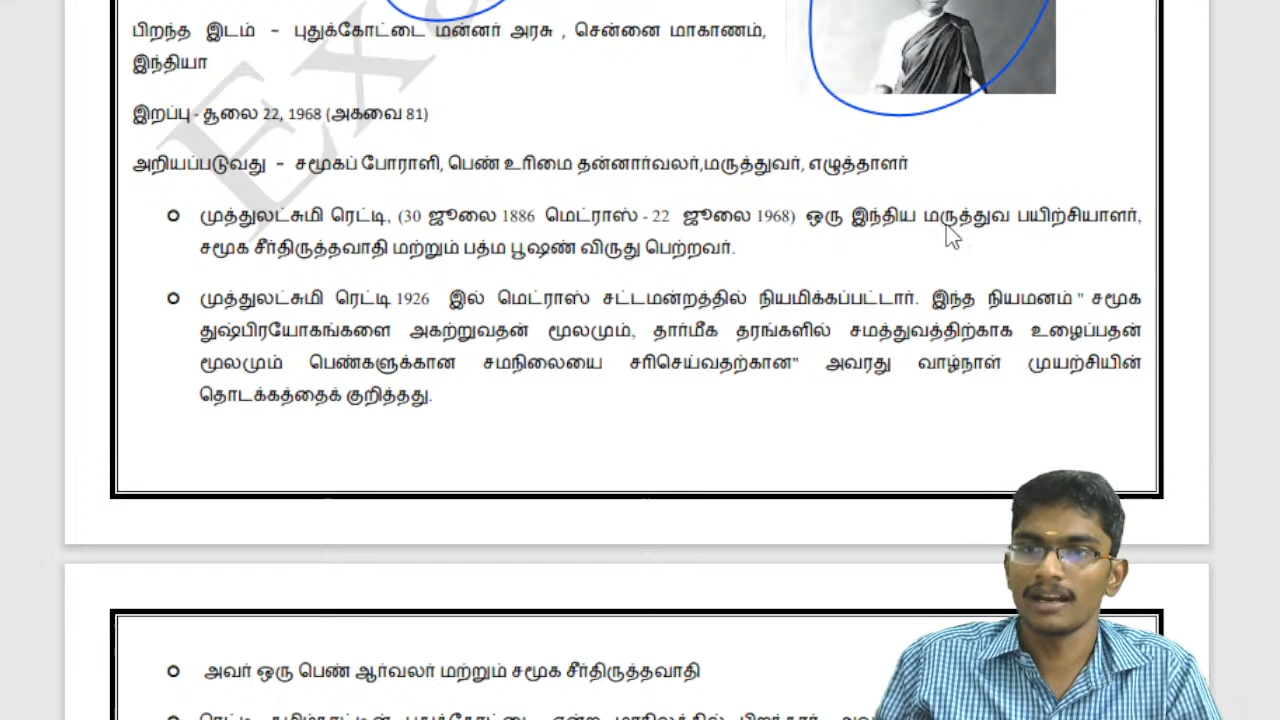 பிறந்த இடம் – புதுக்கோட்டை மன்னர் அரசு , சென்னை மாகாணம்,
இந்தியா
இறப்பு - சூலை 22, 1968 (அகவை 81)
அறியப்படுவது – சமூகப் போராளி, பெண் உரிமை தன்னார்வலர்,மருத்துவர், எழுத்தாளர்
முத்துலட்சுமி ரெட்டி, (30 ஜூலை 1886 மெட்ராஸ் - 22 ஜூலை 1968) ஒரு இந்திய மருத்துவ பயிற்சியாளர்,
சமூக சீர்திருத்தவாதி மற்றும் பத்ம பூஷண் விருது பெற்றவர்.
முத்துலட்சுமி ரெட்டி 1926 இல் மெட்ராஸ் சட்டமன்றத்தில் நியமிக்கப்பட்டார். இந்த நியமனம் " சமூக
துஷ்பிரயோகங்களை அகற்றுவதன் மூலமும், தார்மீக தரங்களில் சமத்துவத்திற்காக உழைப்பதன்
மூலமும் பெண்களுக்கான சமநிலையை சரிசெய்வதற்கான" அவரது வாழ்நாள் முயற்சியின்
தொடக்கத்தைக் குறித்தது.
அவர் ஒரு பெண் ஆர்வலர் மற்றும் சமூக சீர்திருத்தவாதி